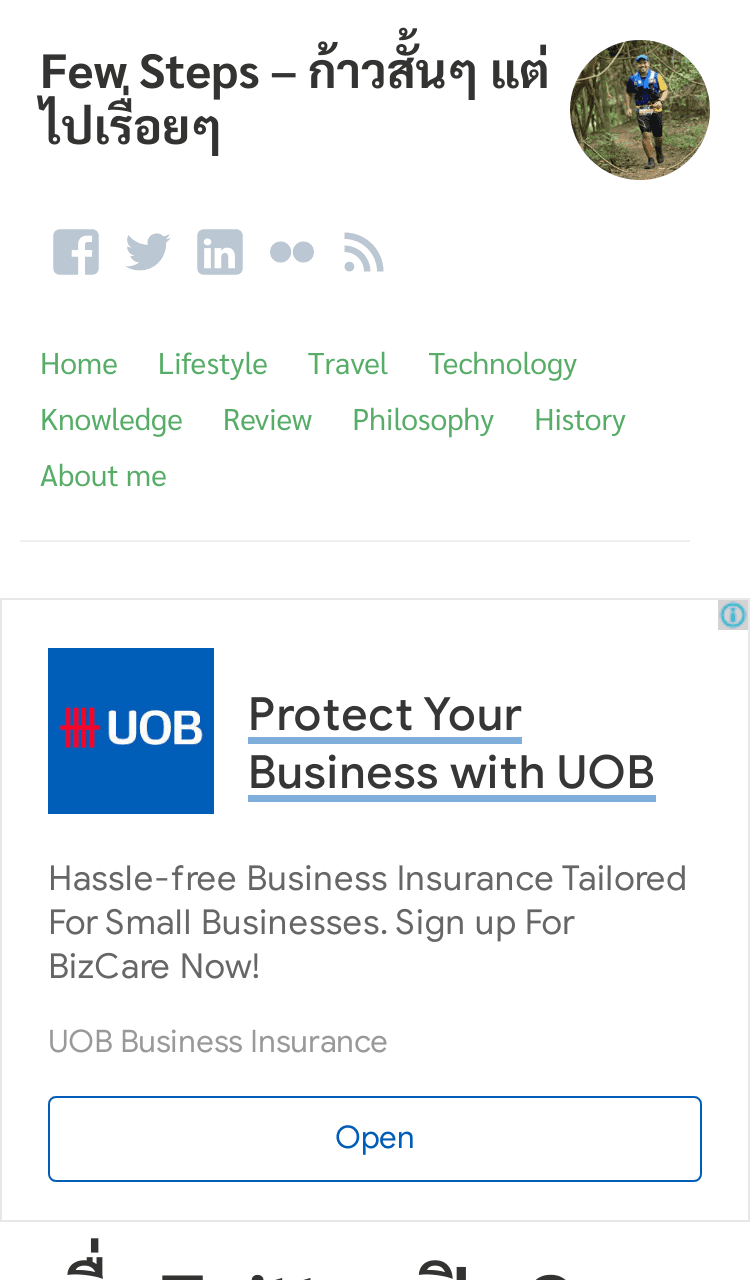 Few Steps – ก้าวสั้นๆ แต่
ไปเรื่อยๆ
Home Lifestyle Travel Technology
Knowledge Review Philosophy History
About me
UOB
Protect Your
Business with UOB
Hassle-free Business Insurance Tailored
For Small Businesses. Sign up For
BizCare Now!
UOB Business Insurance
Open